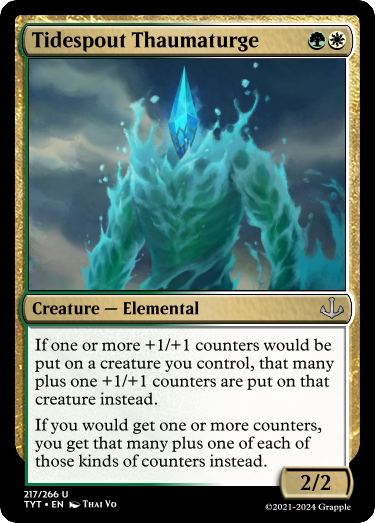 Tidespout Thaumaturge
Creature — Elemental
If one or more +1/+1 counters would be
put on a creature you control, that many
plus one +1/+1 counters are put on that
creature instead.
If you would get one or more counters,
you get that many plus one of each of
those kinds of counters instead.
2/2
217/266 U
TYT • EN Thai Vo
©2021-2024 Grapple